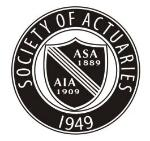 SOCIETY OF ACTUARIES
ASA
1889
AIA
1909
1949